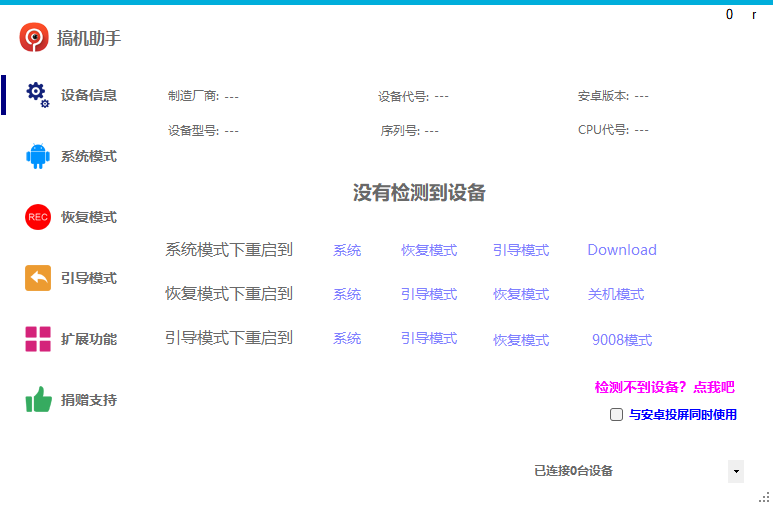 0 r
搞机助手
设备信息
制造厂商: ---
设备代号: ---
安卓版本: ---
设备型号: ---
序列号: ---
CPU代号: ---
系统模式
没有检测到设备
恢复模式
系统模式下重启到 系统 恢复模式 引导模式 Download
引导模式
恢复模式下重启到 系统 引导模式 恢复模式 关机模式
扩展功能
引导模式下重启到 系统 引导模式 恢复模式 9008模式
检测不到设备？点我吧
捐赠支持
与安卓投屏同时使用
已连接0台设备
REC